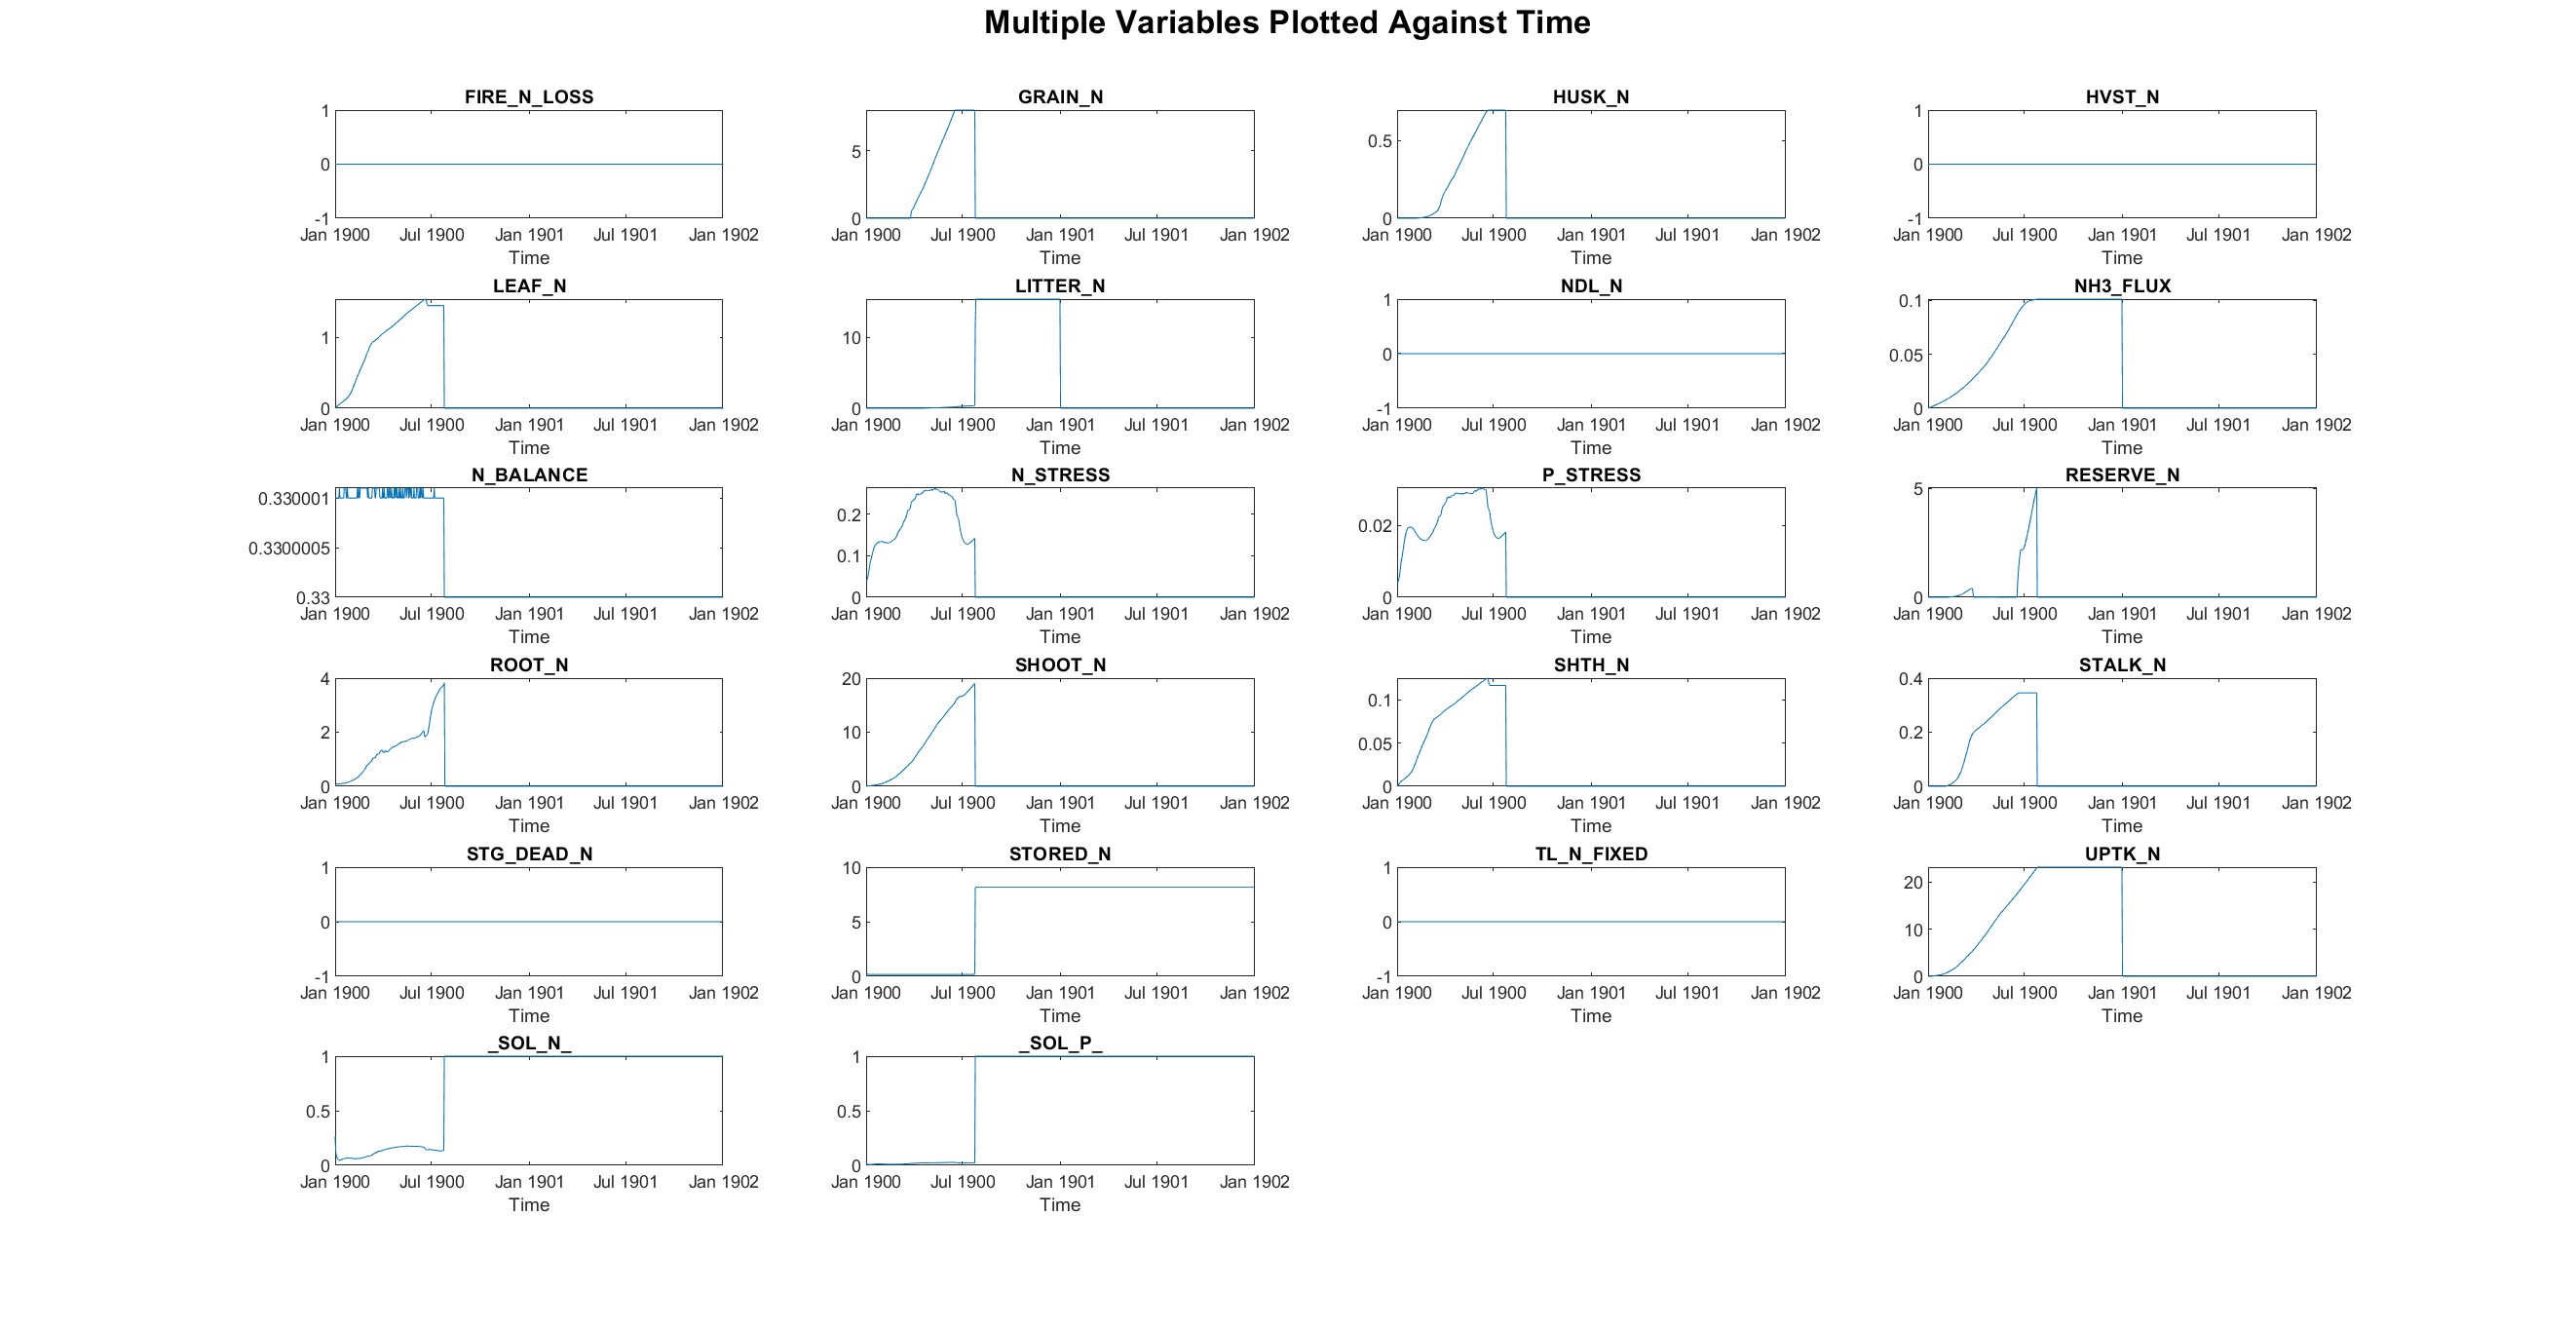 Multiple Variables Plotted Against Time
FIRE_N_LOSS
1
0
-1
Jan 1900 Jul 1900 Jan 1901 Jul 1901 Jan 1902
Time
GRAIN_N
5
0
Jan 1900 Jul 1900 Jan 1901 Jul 1901 Jan 1902
Time
HUSK_N
0.5
0
Jan 1900 Jul 1900 Jan 1901 Jul 1901 Jan 1902
Time
HVST_N
1
0
-1
Jan 1900 Jul 1900 Jan 1901 Jul 1901 Jan 1902
Time
LEAF_N
1
0
Jan 1900 Jul 1900 Jan 1901 Jul 1901 Jan 1902
Time
LITTER_N
10
0
Jan 1900 Jul 1900 Jan 1901 Jul 1901 Jan 1902
Time
NDL_N
1
0
-1
Jan 1900 Jul 1900 Jan 1901 Jul 1901 Jan 1902
Time
NH3_FLUX
0.1
0.05
0
Jan 1900 Jul 1900 Jan 1901 Jul 1901 Jan 1902
Time
N_BALANCE
0.330001
0.3300005
0.33
Jan 1900 Jul 1900 Jan 1901 Jul 1901 Jan 1902
Time
N_STRESS
0.2
0.1
0
Jan 1900 Jul 1900 Jan 1901 Jul 1901 Jan 1902
Time
P_STRESS
0.02
0
Jan 1900 Jul 1900 Jan 1901 Jul 1901 Jan 1902
Time
RESERVE_N
5
0
Jan 1900 Jul 1900 Jan 1901 Jul 1901 Jan 1902
Time
ROOT_N
4
2
0
Jan 1900 Jul 1900 Jan 1901 Jul 1901 Jan 1902
Time
SHOOT_N
20
10
0
Jan 1900 Jul 1900 Jan 1901 Jul 1901 Jan 1902
Time
SHTH_N
0.1
0.05
0
Jan 1900 Jul 1900 Jan 1901 Jul 1901 Jan 1902
Time
STALK_N
0.4
0.2
0
Jan 1900 Jul 1900 Jan 1901 Jul 1901 Jan 1902
Time
STG_DEAD_N
1
0
-1
Jan 1900 Jul 1900 Jan 1901 Jul 1901 Jan 1902
Time
STORED_N
10
5
0
Jan 1900 Jul 1900 Jan 1901 Jul 1901 Jan 1902
Time
TL_N_FIXED
1
0
-1
Jan 1900 Jul 1900 Jan 1901 Jul 1901 Jan 1902
Time
UPTK_N
20
10
0
Jan 1900 Jul 1900 Jan 1901 Jul 1901 Jan 1902
Time
_SOL_N_
1
0.5
0
Jan 1900 Jul 1900 Jan 1901 Jul 1901 Jan 1902
Time
_SOL_P_
1
0.5
0
Jan 1900 Jul 1900 Jan 1901 Jul 1901 Jan 1902
Time